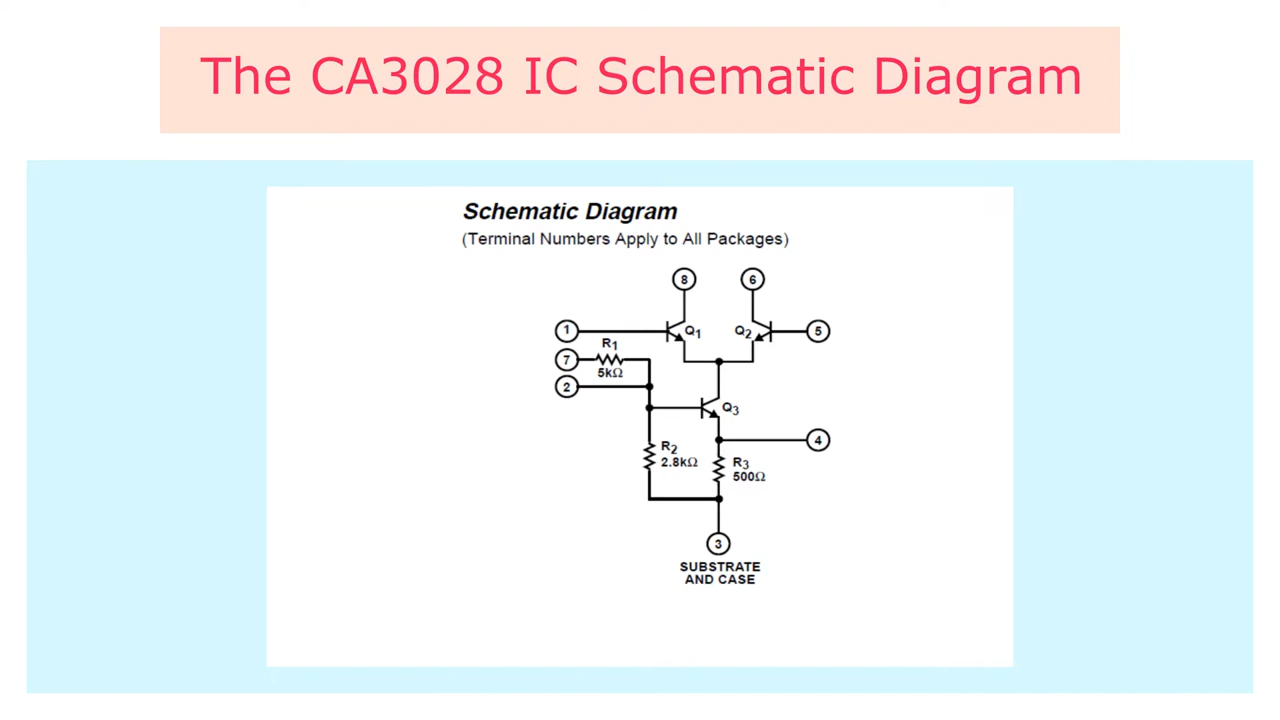 The CA3028 IC Schematic Diagram
Schematic Diagram
(Terminal Numbers Apply to All Packages)
8 6
1 Q1 Q2 5
R1
7
5kΩ
2
Q3
4
R2
2.8kΩ
R3
500Ω
3
SUBSTRATE
AND CASE